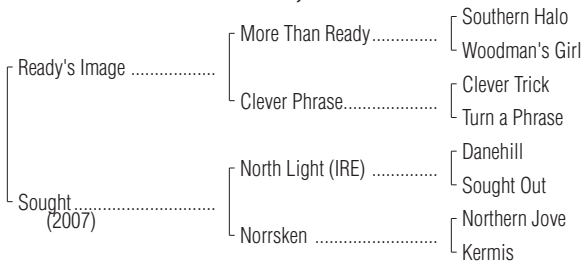 Southern Halo
More Than Ready..............
Woodman's Girl
Ready's Image ..................
Clever Trick
Clever Phrase....................
Turn a Phrase
Danehill
North Light (IRE) ..............
Sought Out
Sought..............................
(2007)
Northern Jove
Norrsken ..........................
Kermis